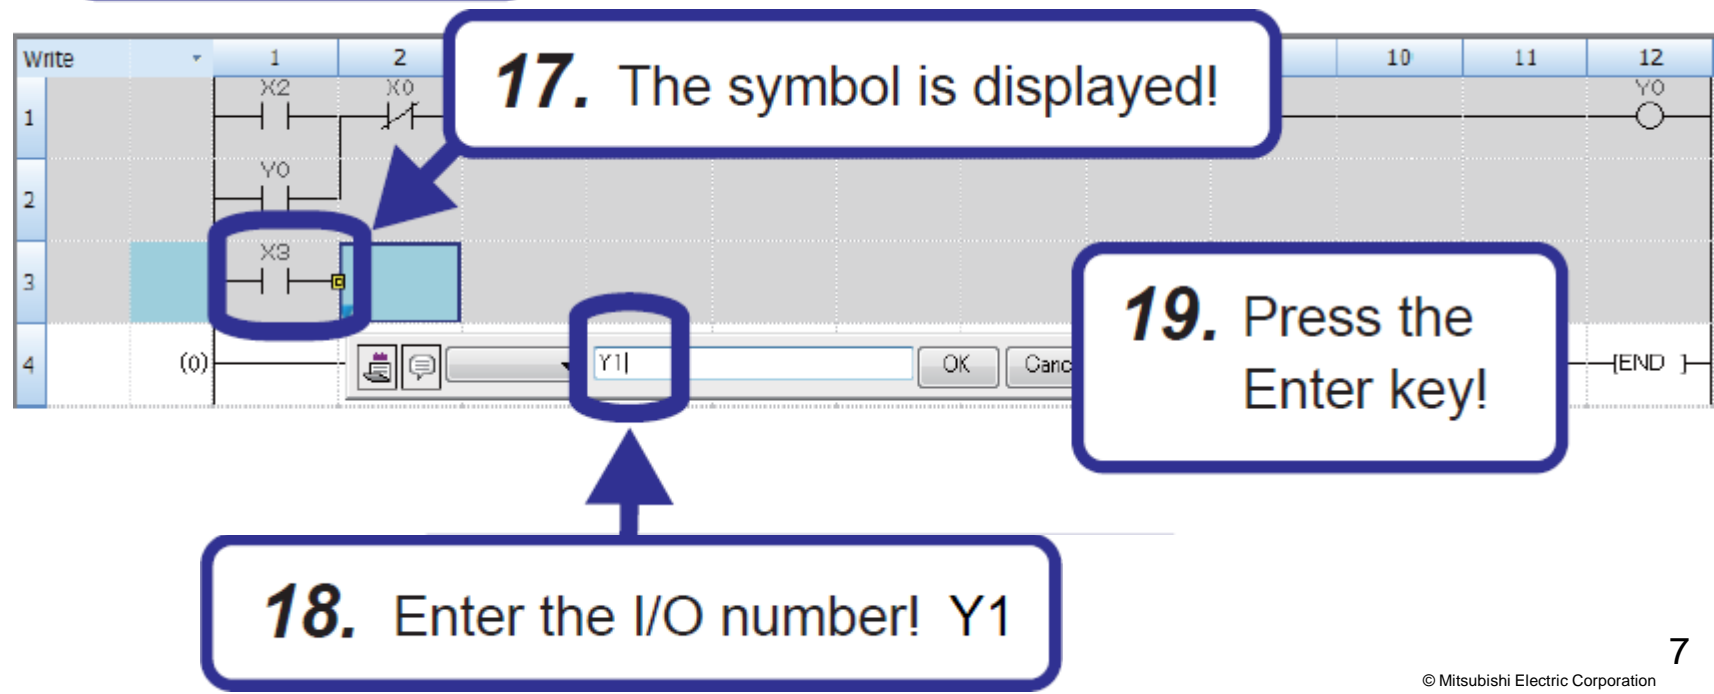 Write 1 2 10 11 12
17. The symbol is displayed!
X2 X0 Y0
1
Y0
2
X3
3
19. Press the
Enter key!
4 (0) Y1 OK Canc [END ]
18. Enter the I/O number! Y1
7
© Mitsubishi Electric Corporation